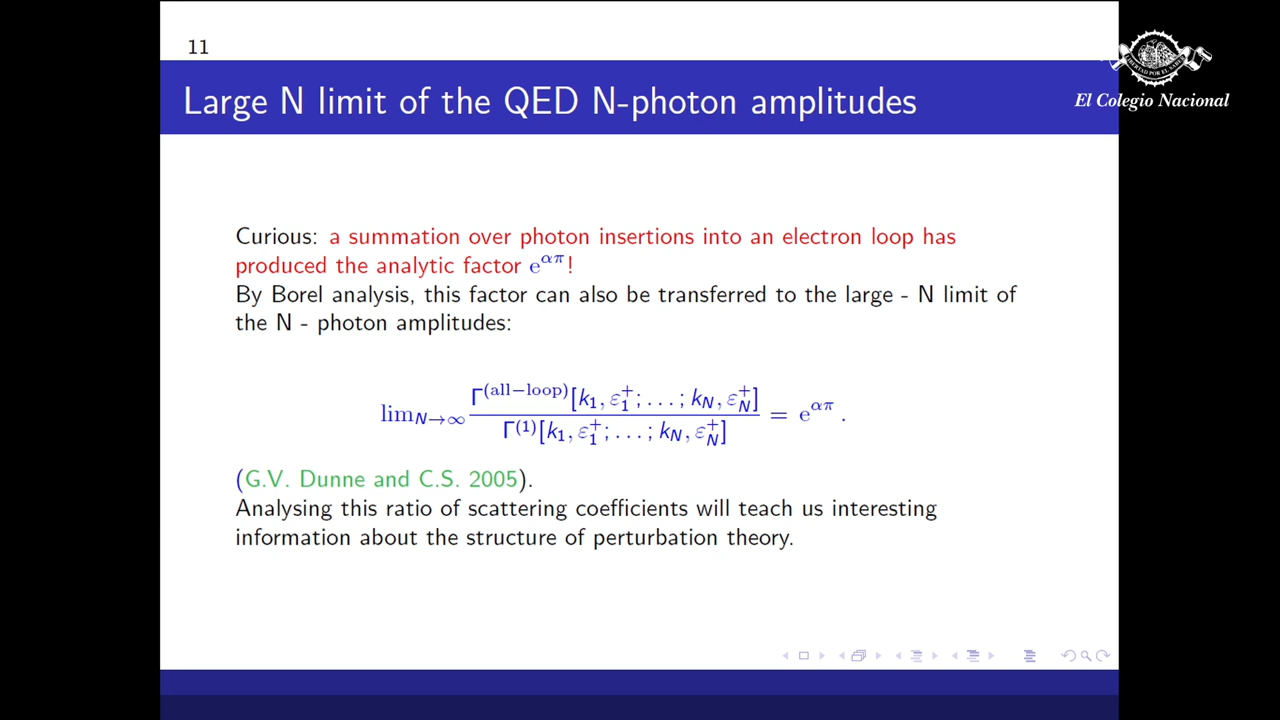 11
Large N limit of the QED N-photon amplitudes
LIBERTAD POR EL SABER
El Colegio Nacional
Curious: a summation over photon insertions into an electron loop has
produced the analytic factor e^{απ}!
By Borel analysis, this factor can also be transferred to the large - N limit of
the N - photon amplitudes:
lim_{N→∞} Γ^{(all−loop)}[k_1, ε_1^+; . . . ; k_N, ε_N^+] / Γ^{(1)}[k_1, ε_1^+; . . . ; k_N, ε_N^+] = e^{απ} .
(G.V. Dunne and C.S. 2005).
Analysing this ratio of scattering coefficients will teach us interesting
information about the structure of perturbation theory.